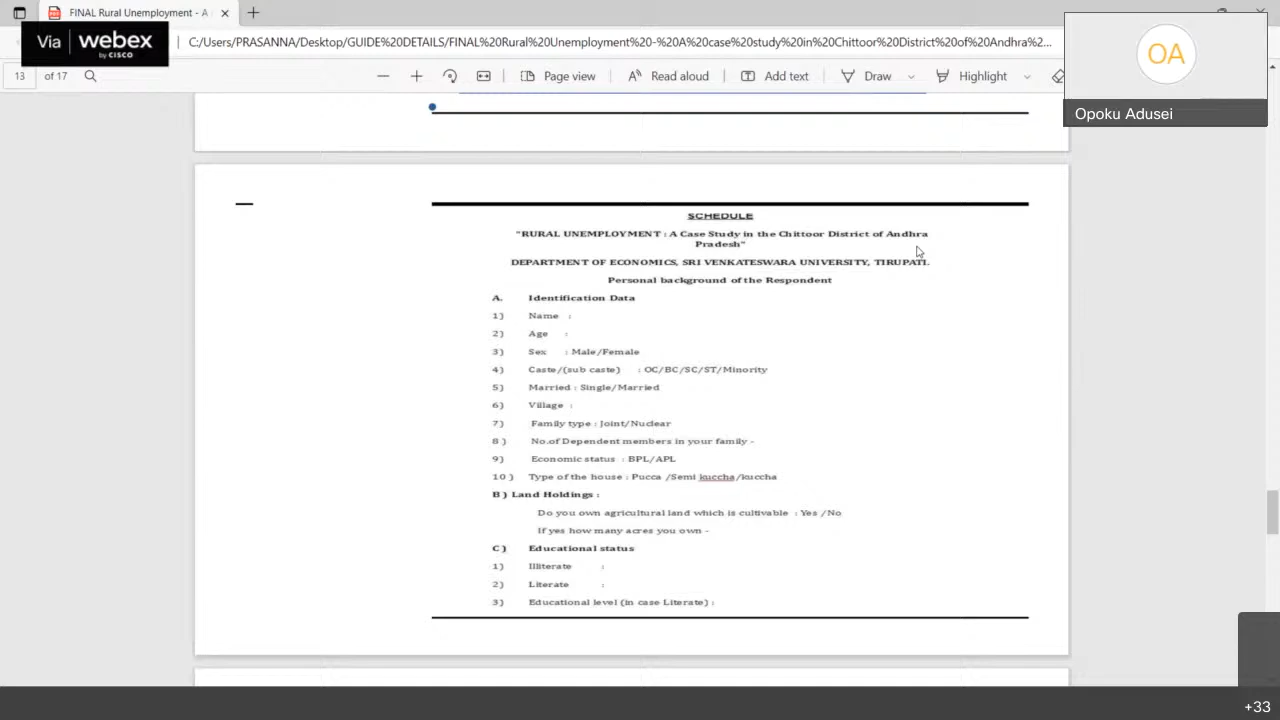 FINAL Rural Unemployment - A
Via webex
by CISCO
C:/Users/PRASANNA/Desktop/GUIDE%20DETAILS/FINAL%20Rural%20Unemployment%20-%20A%20case%20study%20of%20Chittoor%20District%20of%20Andhra%2...
13 of 17
Page view
Read aloud
Add text
Draw
Highlight
OA
Opoku Adusei
SCHEDULE
"RURAL UNEMPLOYMENT : A Case Study in the Chittoor District of Andhra
Pradesh"
DEPARTMENT OF ECONOMICS, SRI VENKATESWARA UNIVERSITY, TIRUPATI.
Personal background of the Respondent
A. Identification Data
1) Name :
2) Age :
3) Sex : Male/Female
4) Caste/(sub caste) : OC/BC/SC/ST/Minority
5) Married : Single/Married
6) Village :
7) Family type : Joint/Nuclear
8 ) No.of Dependent members in your family -
9) Economic status : BPL/APL
10 ) Type of the house : Pucca /Semi kuccha/kuccha
B ) Land Holdings :
Do you own agricultural land which is cultivable : Yes /No
If yes how many acres you own -
C ) Educational status
1) Illiterate :
2) Literate :
3) Educational level (in case Literate) :
+33